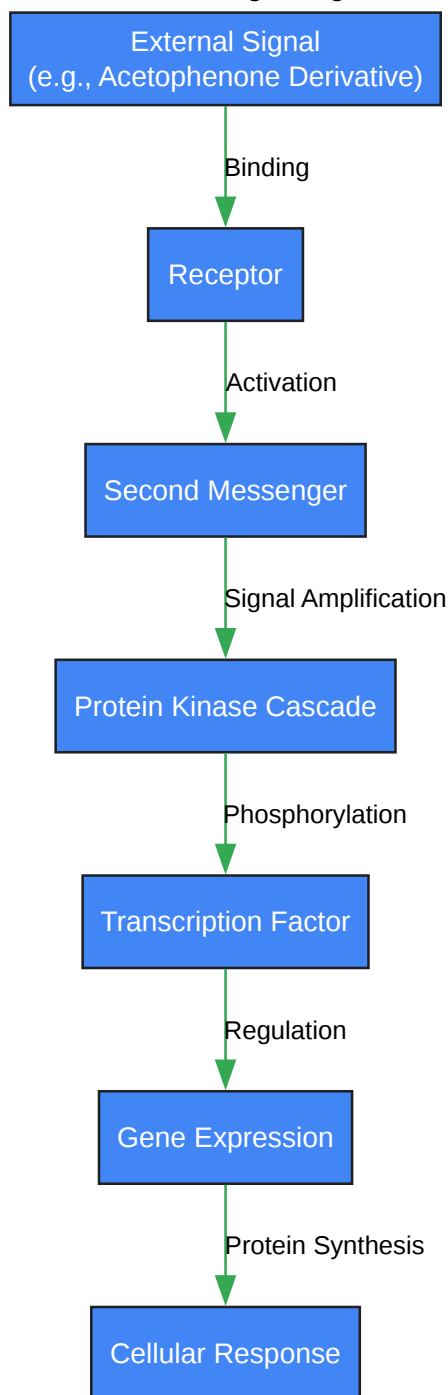 External Signal
(e.g., Acetophenone Derivative)
Binding
Receptor
Activation
Second Messenger
Signal Amplification
Protein Kinase Cascade
Phosphorylation
Transcription Factor
Regulation
Gene Expression
Protein Synthesis
Cellular Response